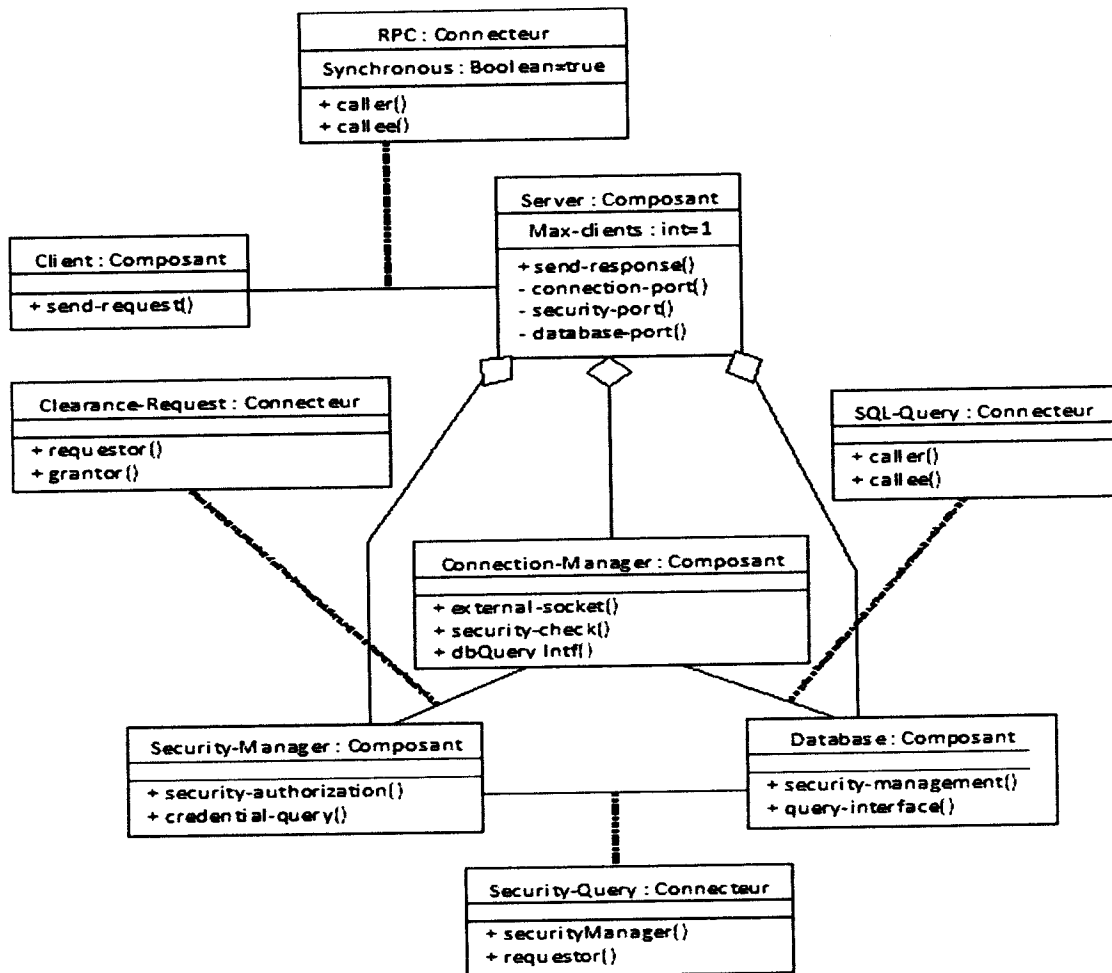 RPC : Connecteur
Synchronous : Boolean=true
+ caller()
+ callee()
Server : Composant
Max-clients : int=1
+ send-response()
- connection-port()
- security-port()
- database-port()
Client : Composant
+ send-request()
Clearance-Request : Connecteur
+ requestor()
+ grantor()
SQL-Query : Connecteur
+ caller()
+ callee()
Connection-Manager : Composant
+ external-socket()
+ security-check()
+ dbQuery Intf()
Security-Manager : Composant
+ security-authorization()
+ credential-query()
Database : Composant
+ security-management()
+ query-interface()
Security-Query : Connecteur
+ securityManager()
+ requestor()